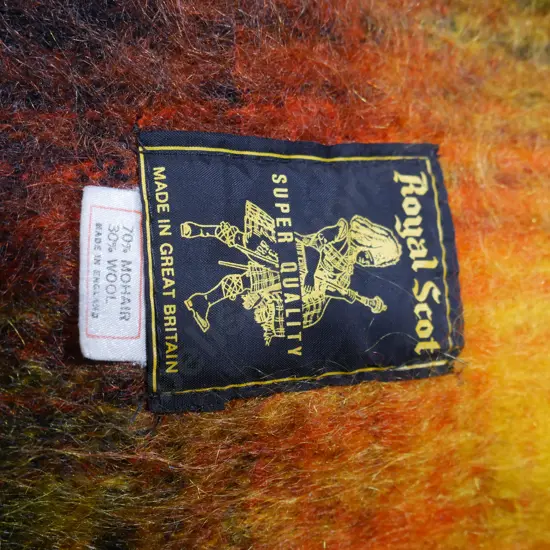 Royal Scot
SUPER QUALITY
MADE IN GREAT BRITAIN
70% MOHAIR
30% WOOL
MADE IN ENGLAND